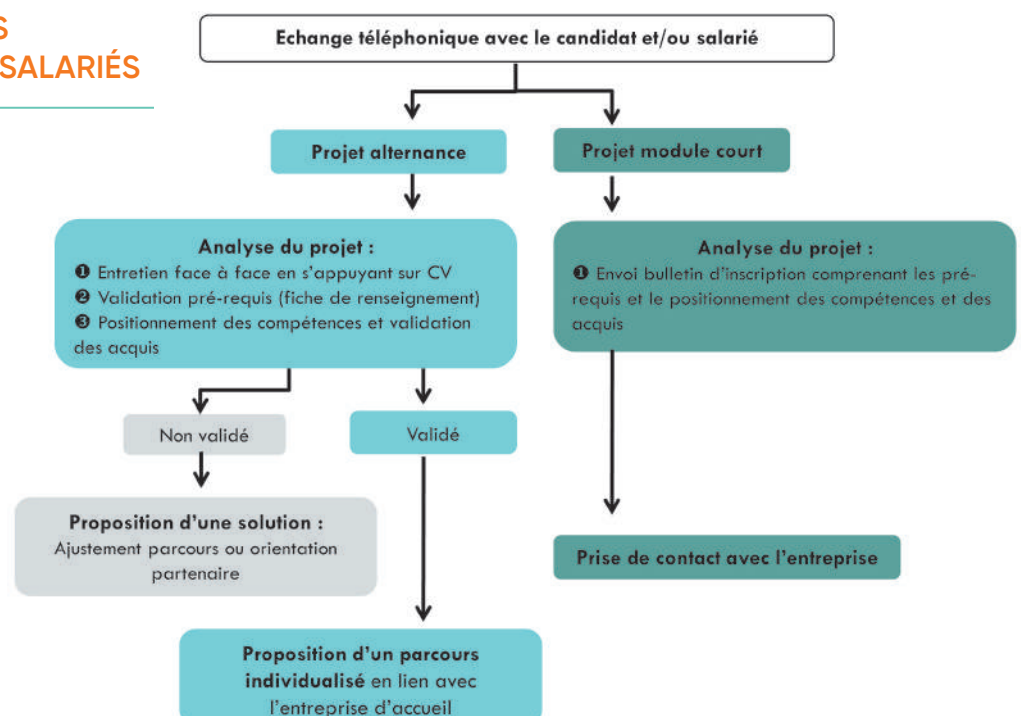 S
SALARIÉS
Echange téléphonique avec le candidat et/ou salarié
Projet alternance
Projet module court
Analyse du projet :
❶ Entretien face à face en s'appuyant sur CV
❷ Validation pré-requis (fiche de renseignement)
❸ Positionnement des compétences et validation
des acquis
Analyse du projet :
❶ Envoi bulletin d'inscription comprenant les pré-
requis et le positionnement des compétences et des
acquis
Non validé
Validé
Proposition d'une solution :
Ajustement parcours ou orientation
partenaire
Prise de contact avec l'entreprise
Proposition d'un parcours
individualisé en lien avec
l'entreprise d'accueil